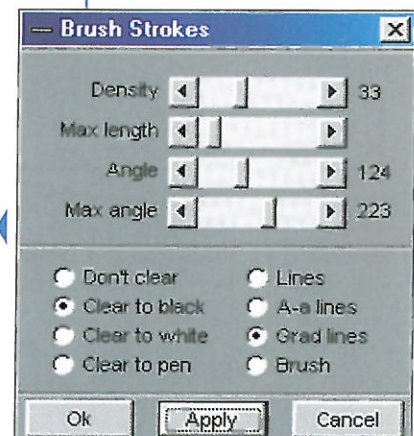 Brush Strokes
Density 33
Max length
Angle 124
Max angle 223
Don't clear Lines
Clear to black A-a lines
Clear to white Grad lines
Clear to pen Brush
Ok Apply Cancel